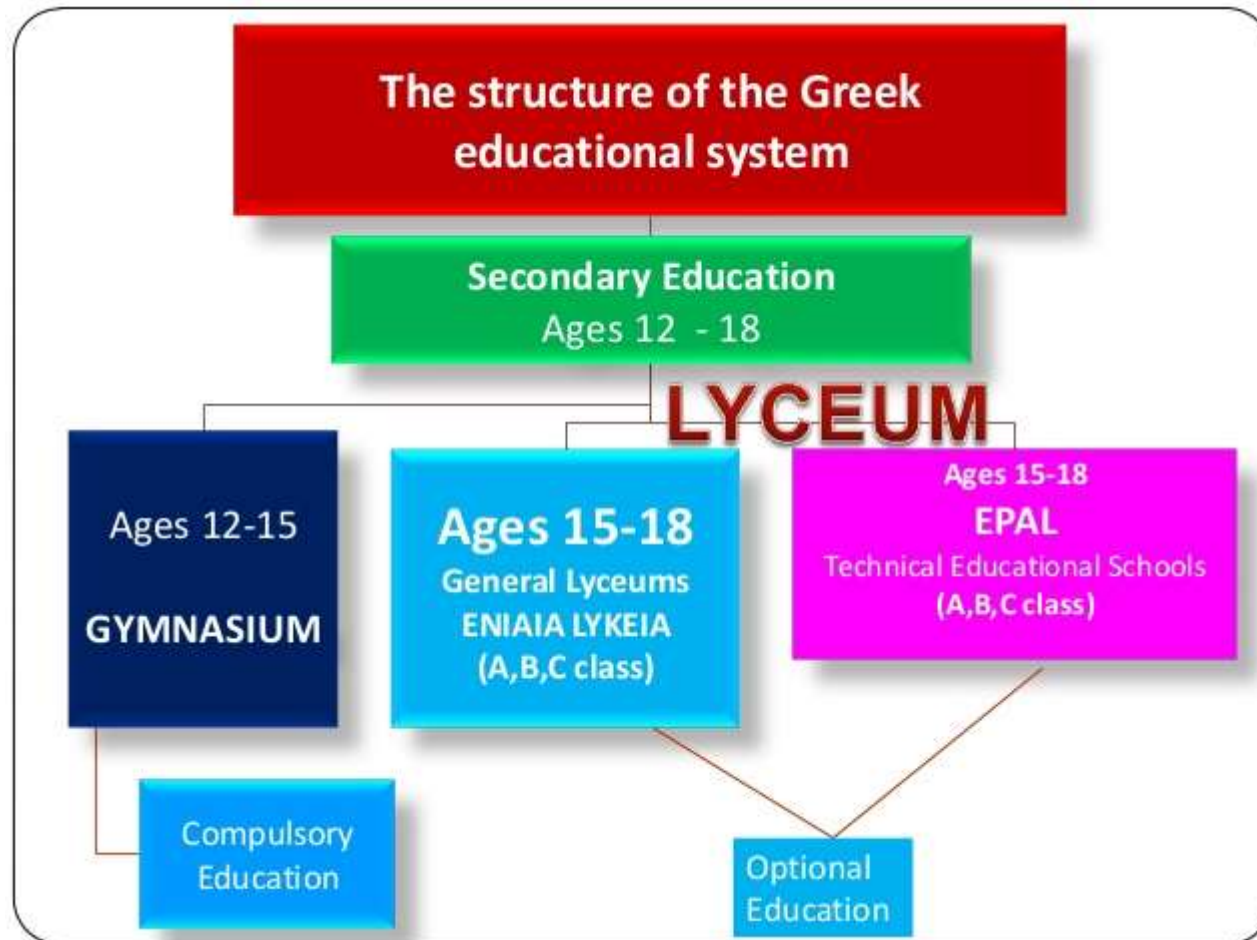 The structure of the Greek
educational system
Secondary Education
Ages 12 - 18
LYCEUM
Ages 12-15
GYMNASIUM
Ages 15-18
General Lyceums
ENIAIA LYKEIA
(A,B,C class)
Ages 15-18
EPAL
Technical Educational Schools
(A,B,C class)
Compulsory
Education
Optional
Education